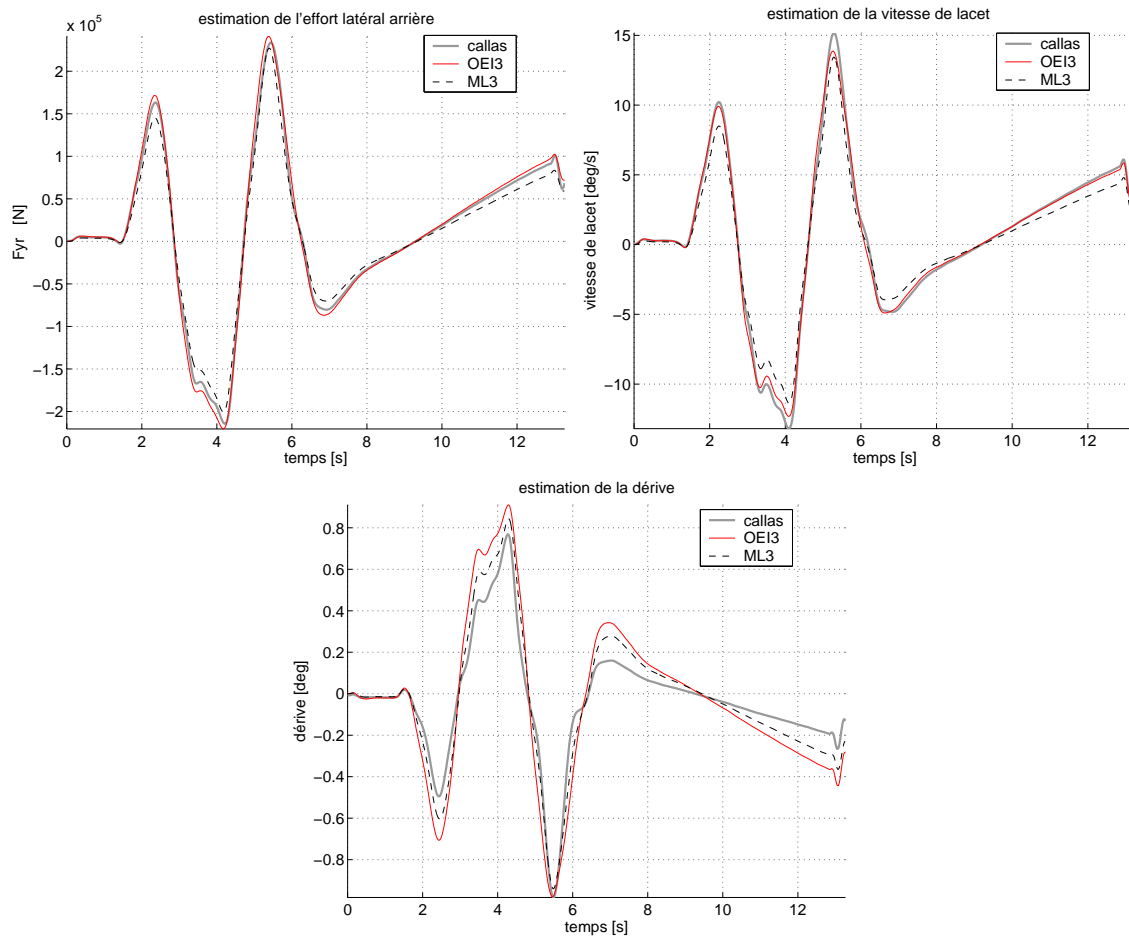 estimation de l'effort latéral arrière
x 10⁵
callas
OEI3
ML3
2
1.5
1
0.5
0
−0.5
−1
−1.5
−2
Fyr [N]
0 2 4 6 8 10 12
temps [s]
estimation de la vitesse de lacet
callas
OEI3
ML3
15
10
5
0
−5
−10
vitesse de lacet [deg/s]
0 2 4 6 8 10 12
temps [s]
estimation de la dérive
callas
OEI3
ML3
0.8
0.6
0.4
0.2
0
−0.2
−0.4
−0.6
−0.8
dérive [deg]
0 2 4 6 8 10 12
temps [s]